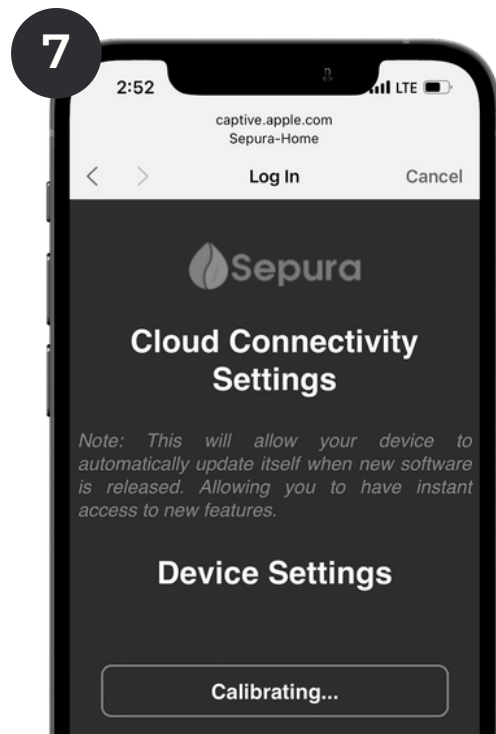 7
2:52
LTE
captive.apple.com
Sepura-Home
Log In
Cancel
Sepura
Cloud Connectivity
Settings
Note: This will allow your device to
automatically update itself when new software
is released. Allowing you to have instant
access to new features.
Device Settings
Calibrating...